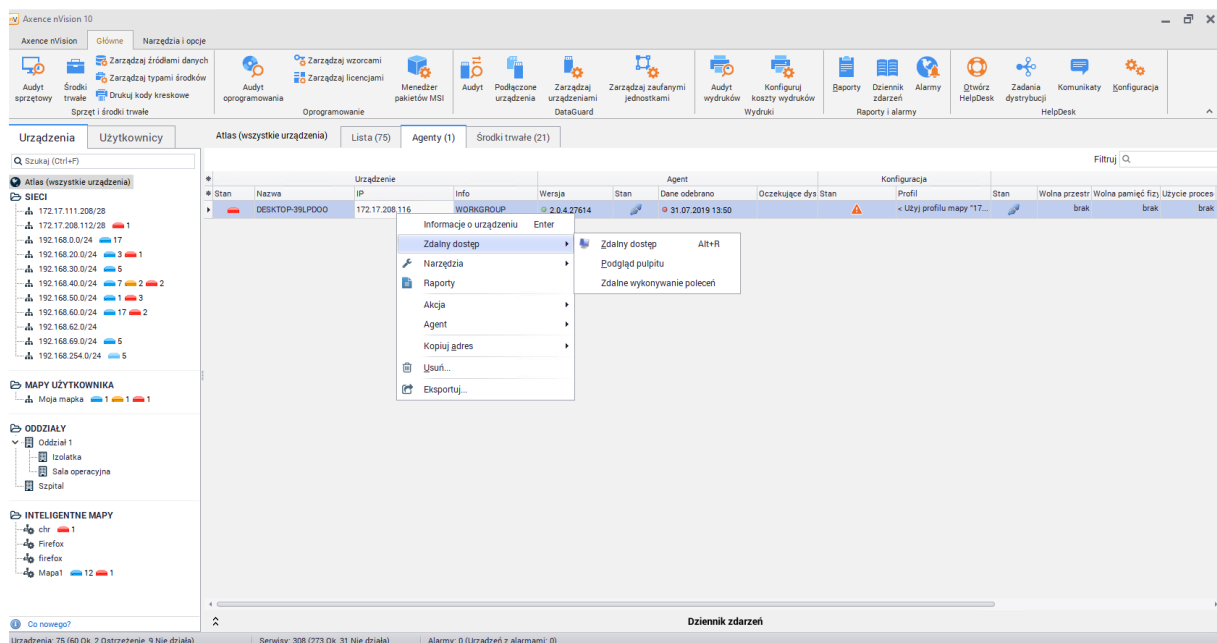 nV Axence nVision 10
Axence nVision Główne Narzędzia i opcje
Audyt sprzętowy
Środki trwałe
Zarządzaj źródłami danych
Zarządzaj typami środków
Drukuj kody kreskowe
Sprzęt i środki trwałe
Audyt oprogramowania
Zarządzaj wzorcami
Zarządzaj licencjami
Menedżer pakietów MSI
Oprogramowanie
Audyt
Podłączone urządzenia
Zarządzaj urządzeniami
Zarządzaj zaufanymi jednostkami
DataGuard
Audyt wydruków
Konfiguruj koszty wydruków
Wydruki
Raporty
Dziennik zdarzeń
Alarmy
Raporty i alarmy
Otwórz HelpDesk
Zadania dystrybucji
Komunikaty
Konfiguracja
HelpDesk
Urządzenia Użytkownicy
Szukaj (Ctrl+F)
Atlas (wszystkie urządzenia)
SIECI
172.17.111.208/28
172.17.208.112/28 1
192.168.0.0/24 17
192.168.20.0/24 3 1
192.168.30.0/24 5
192.168.40.0/24 7 2 2
192.168.50.0/24 1 3
192.168.60.0/24 17 2
192.168.62.0/24
192.168.69.0/24 5
192.168.254.0/24 5
MAPY UŻYTKOWNIKA
Moja mapka 1 1 1
ODDZIAŁY
Oddział 1
Izolatka
Sala operacyjna
Szpital
INTELIGENTNE MAPY
chr 1
Firefox
firefox
Mapa1 12 1
Co nowego?
Atlas (wszystkie urządzenia) Lista (75) Agenty (1) Środki trwałe (21)
Filtruj
Urządzenie Agent Konfiguracja
Stan Nazwa IP Info Wersja Stan Dane odebrano Oczekujące dys Stan Profil Stan Wolna przestr Wolna pamięć fizy Użycie proces
DESKTOP-39LPDOO 172.17.208.116 WORKGROUP 2.0.4.27614 31.07.2019 13:50 < Użyj profilu mapy "17... brak brak brak
Informacje o urządzeniu Enter
Zdalny dostęp
Narzędzia
Raporty
Akcja
Agent
Kopiuj adres
Usuń...
Eksportuj...
Zdalny dostęp Alt+R
Podgląd pulpitu
Zdalne wykonywanie poleceń
Dziennik zdarzeń
Urządzenia: 75 (60 Ok, 2 Ostrzeżenie, 9 Nie działa) Serwisy: 308 (273 Ok, 31 Nie działa) Alarmy: 0 (Urządzeń z alarmami: 0)